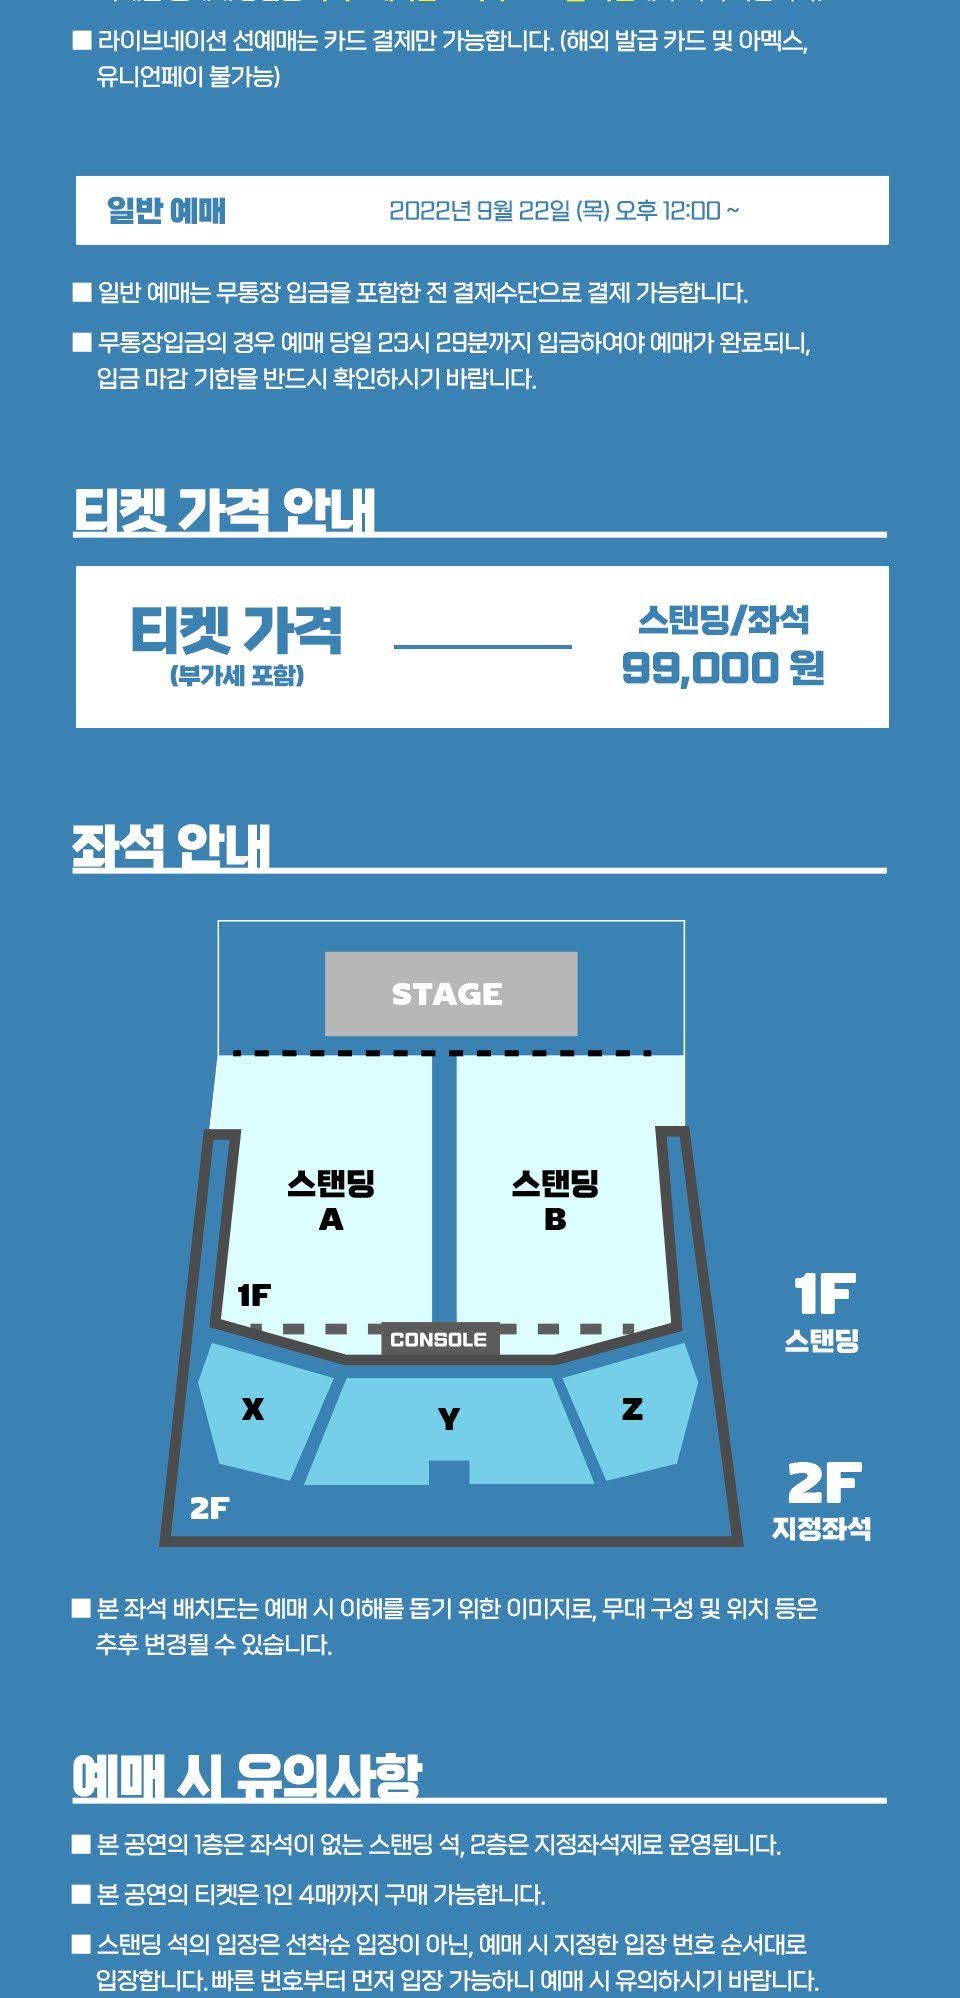 ■ 라이브네이션 선예매는 카드 결제만 가능합니다. (해외 발급 카드 및 아멕스,
유니언페이 불가능)
일반 예매 2022년 9월 22일 (목) 오후 12:00 ~
■ 일반 예매는 무통장 입금을 포함한 전 결제수단으로 결제 가능합니다.
■ 무통장입금의 경우 예매 당일 23시 29분까지 입금하여야 예매가 완료되니,
입금 마감 기한을 반드시 확인하시기 바랍니다.
티켓 가격 안내
티켓 가격
(부가세 포함)
스탠딩/좌석
99,000 원
좌석 안내
STAGE
스탠딩
A
스탠딩
B
1F
CONSOLE
1F
스탠딩
X
Y
Z
2F
2F
지정좌석
■ 본 좌석 배치도는 예매 시 이해를 돕기 위한 이미지로, 무대 구성 및 위치 등은
추후 변경될 수 있습니다.
예매 시 유의사항
■ 본 공연의 1층은 좌석이 없는 스탠딩 석, 2층은 지정좌석제로 운영됩니다.
■ 본 공연의 티켓은 1인 4매까지 구매 가능합니다.
■ 스탠딩 석의 입장은 선착순 입장이 아닌, 예매 시 지정한 입장 번호 순서대로
입장합니다. 빠른 번호부터 먼저 입장 가능하니 예매 시 유의하시기 바랍니다.